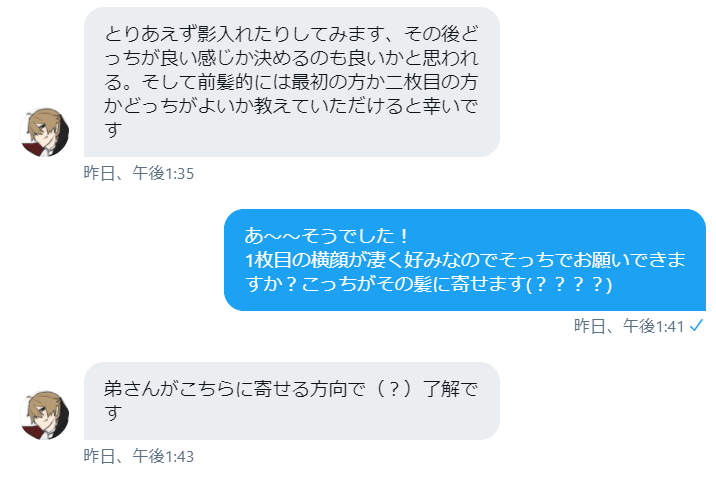 とりあえず影入れたりしてみます、その後ど
っちが良い感じか決めるのも良いかと思われ
る。そして前髪的には最初の方か二枚目の方
かどっちがよいか教えていただけると幸いで
す
昨日、午後1:35
あ〜〜そうでした！
1枚目の横顔が凄く好みなのでそっちでお願いできま
すか？こっちがその髪に寄せます(？？？？)
昨日、午後1:41
弟さんがこちらに寄せる方向で（？）了解で
す
昨日、午後1:43